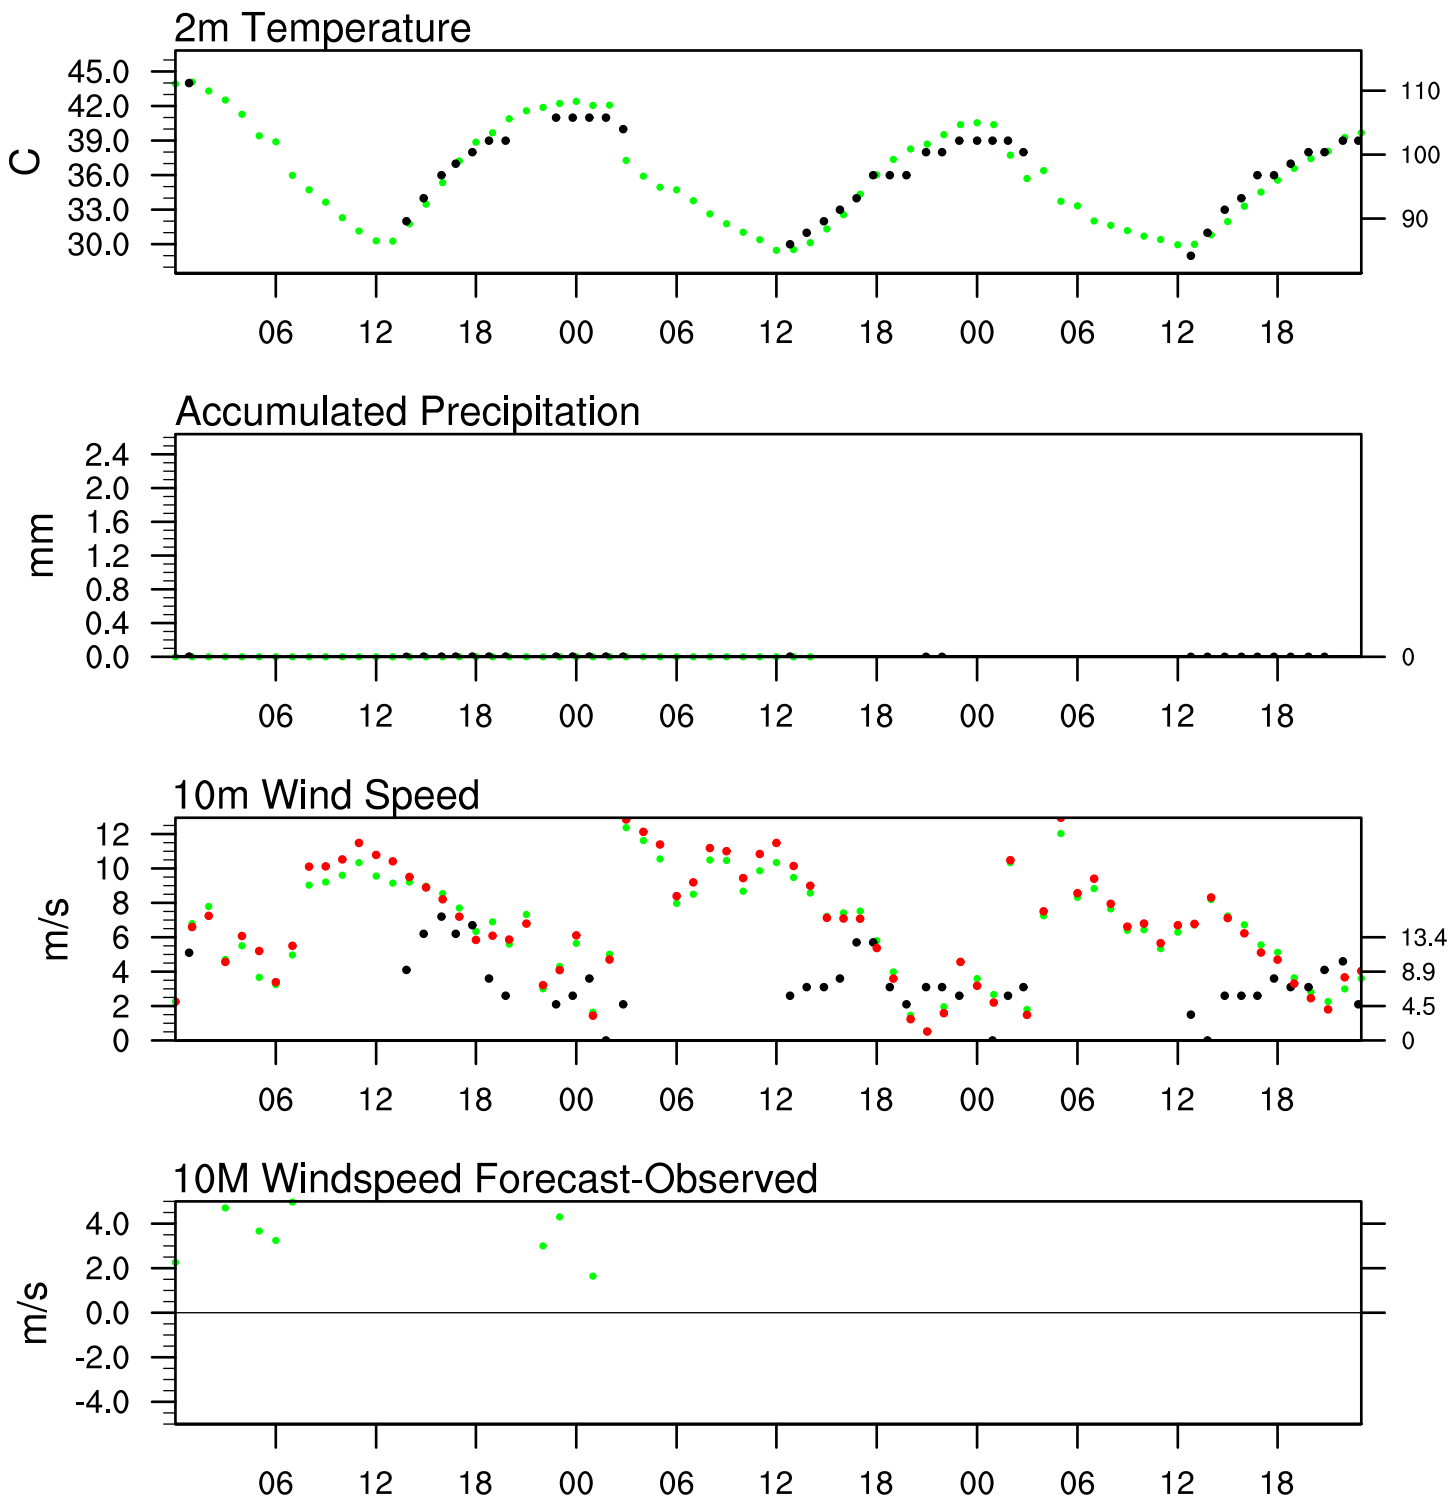 2m Temperature
45.0
42.0
39.0
36.0
33.0
30.0
C
110
100
90
06 12 18 00 06 12 18 00 06 12 18
Accumulated Precipitation
2.4
2.0
1.6
1.2
0.8
0.4
0.0
mm
0
06 12 18 00 06 12 18 00 06 12 18
10m Wind Speed
12
10
8
6
4
2
0
m/s
13.4
8.9
4.5
0
06 12 18 00 06 12 18 00 06 12 18
10M Windspeed Forecast-Observed
4.0
2.0
0.0
-2.0
-4.0
m/s
06 12 18 00 06 12 18 00 06 12 18